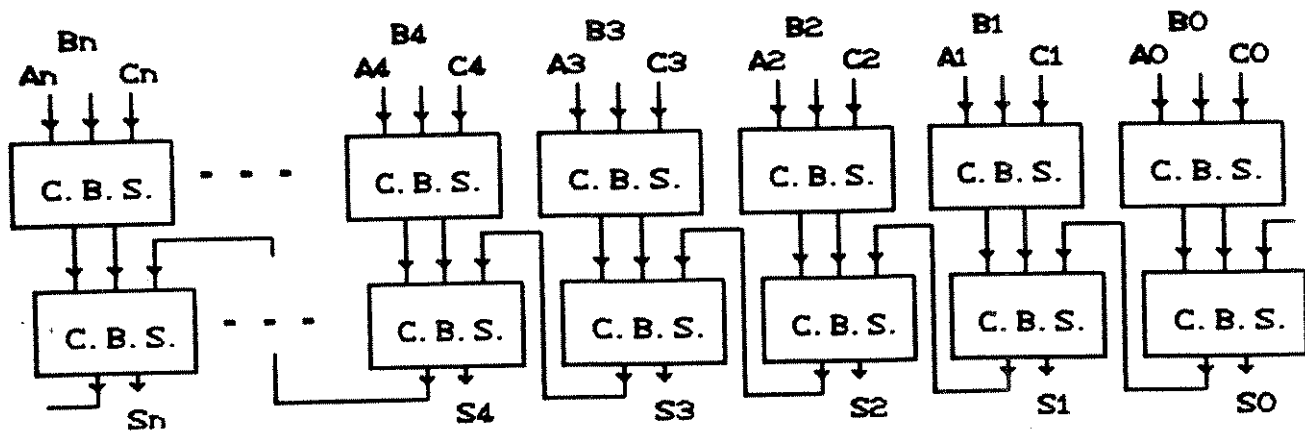 Bn B4 B3 B2 B1 B0
An Cn A4 C4 A3 C3 A2 C2 A1 C1 A0 C0
C. B. S. - - - C. B. S. C. B. S. C. B. S. C. B. S. C. B. S.
C. B. S. - - - C. B. S. C. B. S. C. B. S. C. B. S. C. B. S.
Sn S4 S3 S2 S1 S0